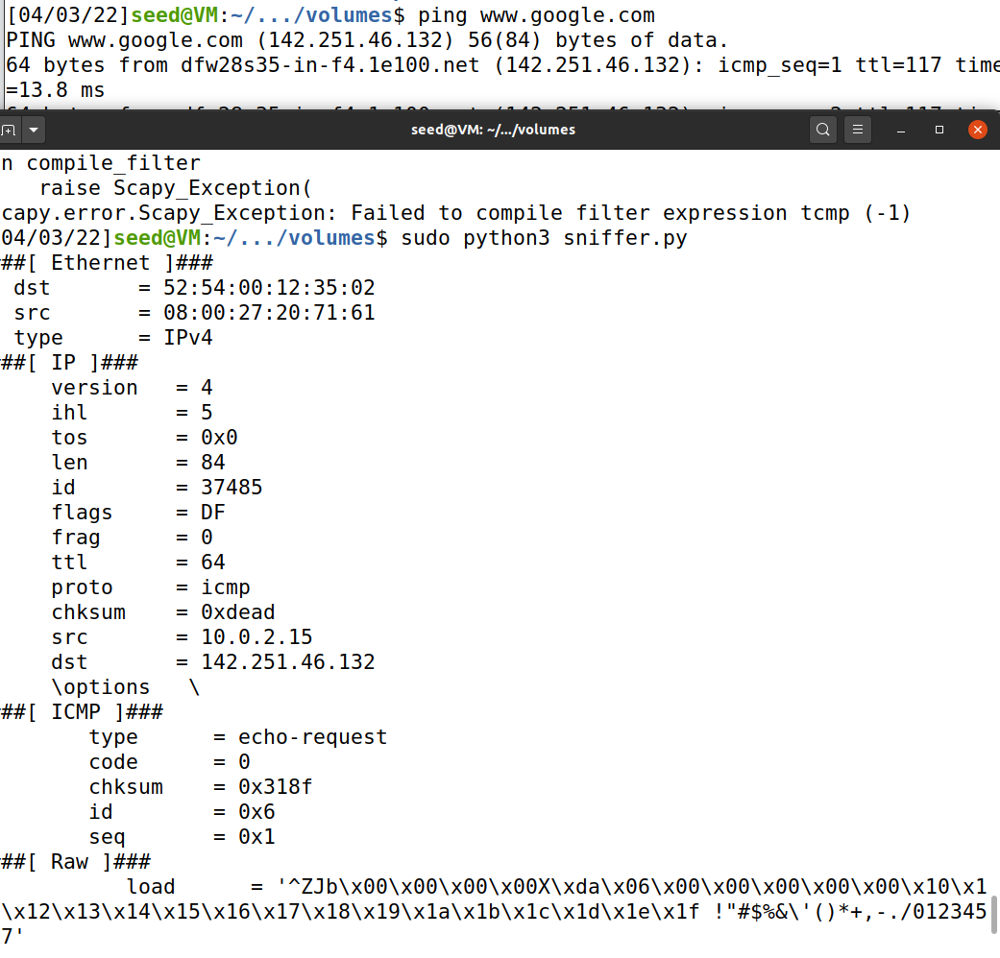 [04/03/22]seed@VM:~/.../volumes$ ping www.google.com
PING www.google.com (142.251.46.132) 56(84) bytes of data.
64 bytes from dfw28s35-in-f4.1e100.net (142.251.46.132): icmp_seq=1 ttl=117 time
=13.8 ms
seed@VM: ~/.../volumes
n compile_filter
raise Scapy_Exception(
capy.error.Scapy_Exception: Failed to compile filter expression tcmp (-1)
04/03/22]seed@VM:~/.../volumes$ sudo python3 sniffer.py
##[ Ethernet ]###
dst = 52:54:00:12:35:02
src = 08:00:27:20:71:61
type = IPv4
##[ IP ]###
version = 4
ihl = 5
tos = 0x0
len = 84
id = 37485
flags = DF
frag = 0
ttl = 64
proto = icmp
chksum = 0xdead
src = 10.0.2.15
dst = 142.251.46.132
\options \
##[ ICMP ]###
type = echo-request
code = 0
chksum = 0x318f
id = 0x6
seq = 0x1
##[ Raw ]###
load = '^ZJb\x00\x00\x00\x00X\xda\x06\x00\x00\x00\x00\x00\x10\x1
\x12\x13\x14\x15\x16\x17\x18\x19\x1a\x1b\x1c\x1d\x1e\x1f !"#$%&\'()*+,-./012345
7'